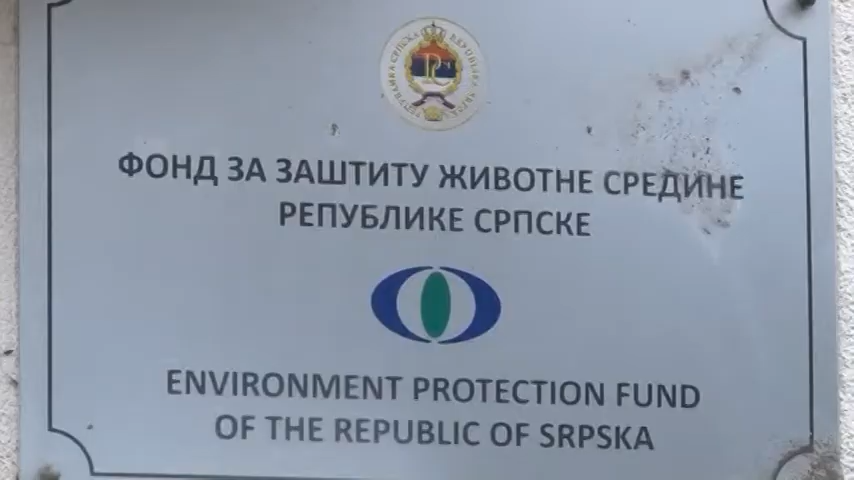 ФОНД ЗА ЗАШТИТУ ЖИВОТНЕ СРЕДИНЕ
РЕПУБЛИКЕ СРПСКЕ
ENVIRONMENT PROTECTION FUND
OF THE REPUBLIC OF SRPSKA